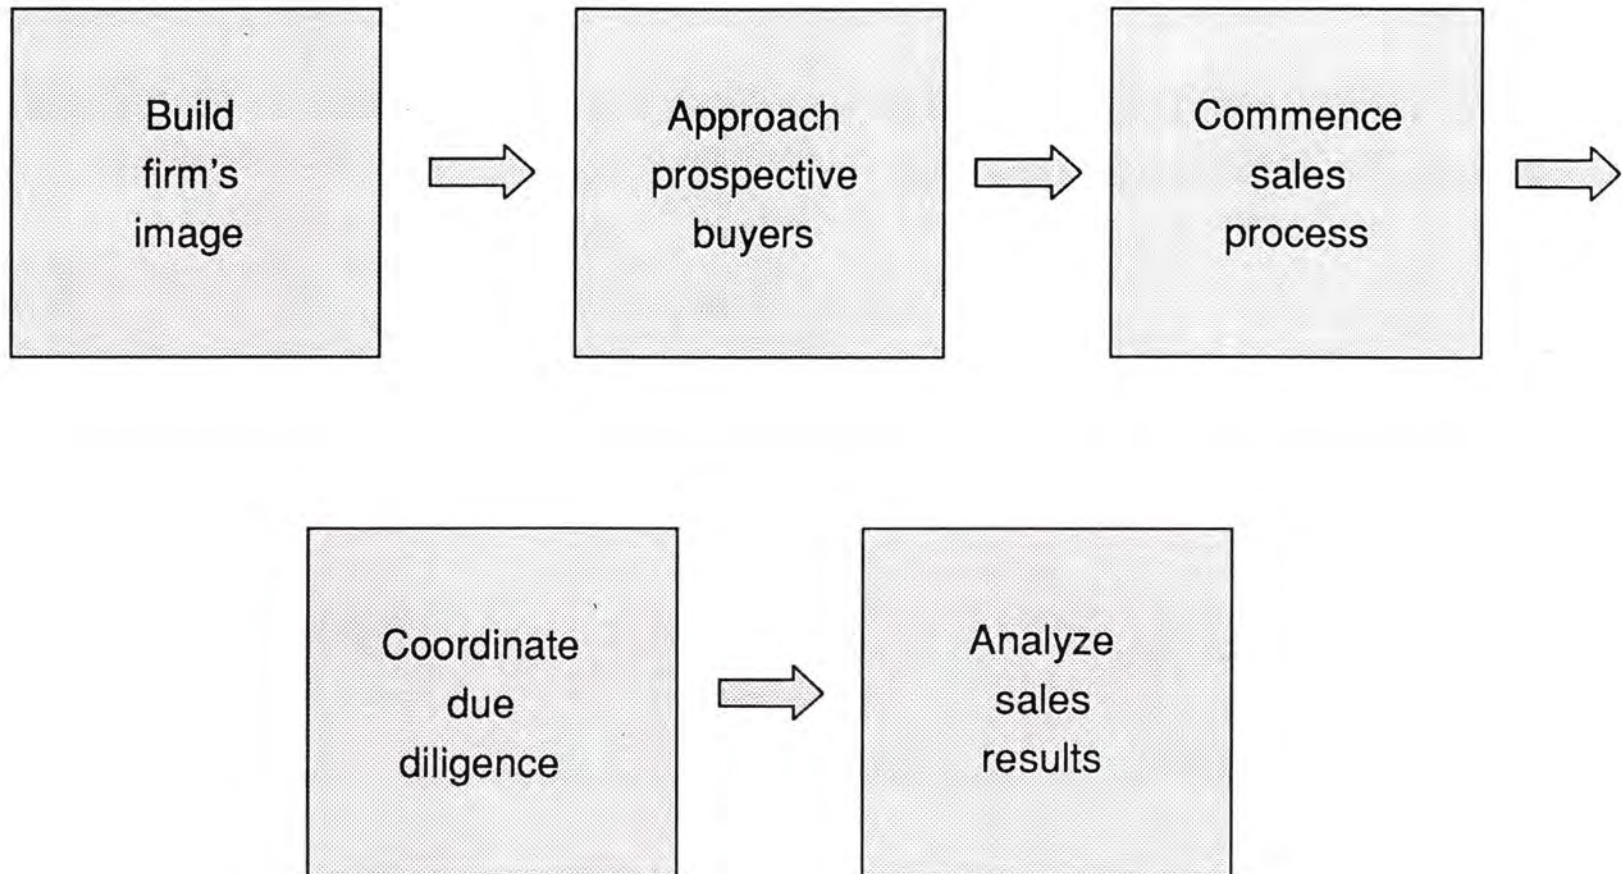 Build
firm's
image
Approach
prospective
buyers
Commence
sales
process
Coordinate
due
diligence
Analyze
sales
results